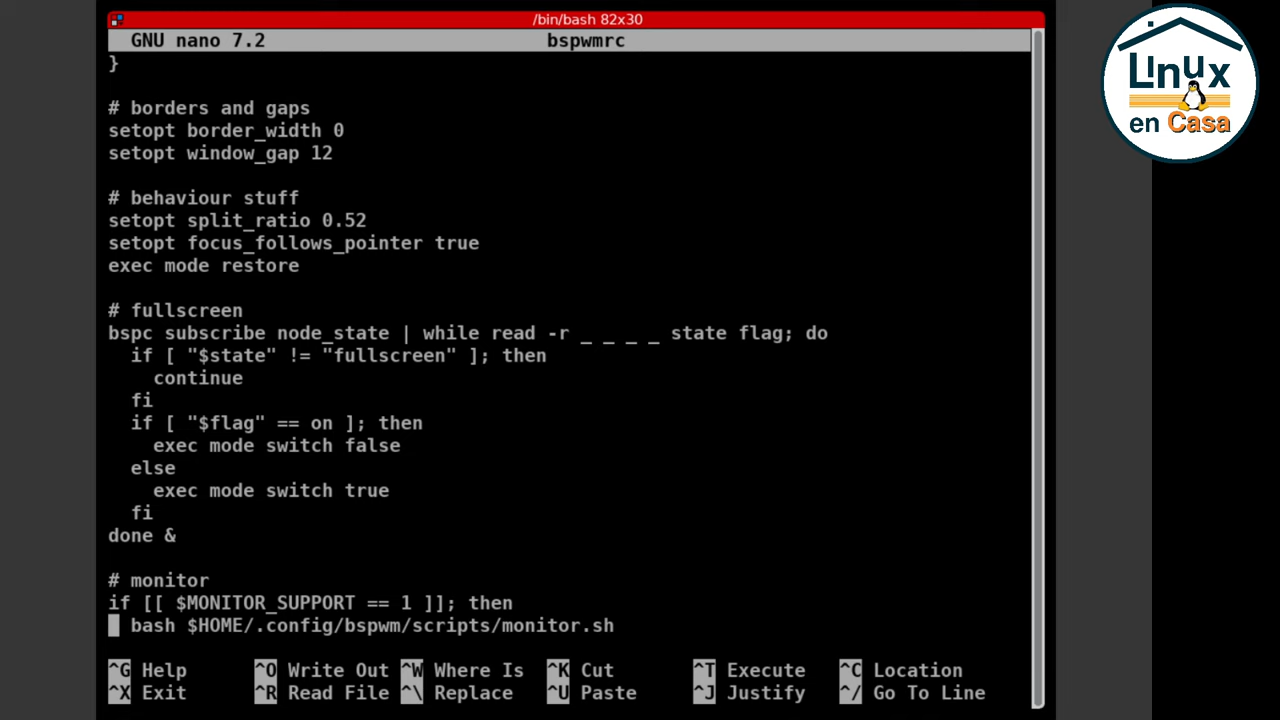 /bin/bash 82x30
GNU nano 7.2 bspwmrc
}
# borders and gaps
setopt border_width 0
setopt window_gap 12
# behaviour stuff
setopt split_ratio 0.52
setopt focus_follows_pointer true
exec mode restore
# fullscreen
bspc subscribe node_state | while read -r _ _ _ _ state flag; do
  if [ "$state" != "fullscreen" ]; then
    continue
  fi
  if [ "$flag" == on ]; then
    exec mode switch false
  else
    exec mode switch true
  fi
done &
# monitor
if [[ $MONITOR_SUPPORT == 1 ]]; then
  bash $HOME/.config/bspwm/scripts/monitor.sh
^G Help ^O Write Out ^W Where Is ^K Cut ^T Execute ^C Location
^X Exit ^R Read File ^\ Replace ^U Paste ^J Justify ^/ Go To Line
Linux
en Casa